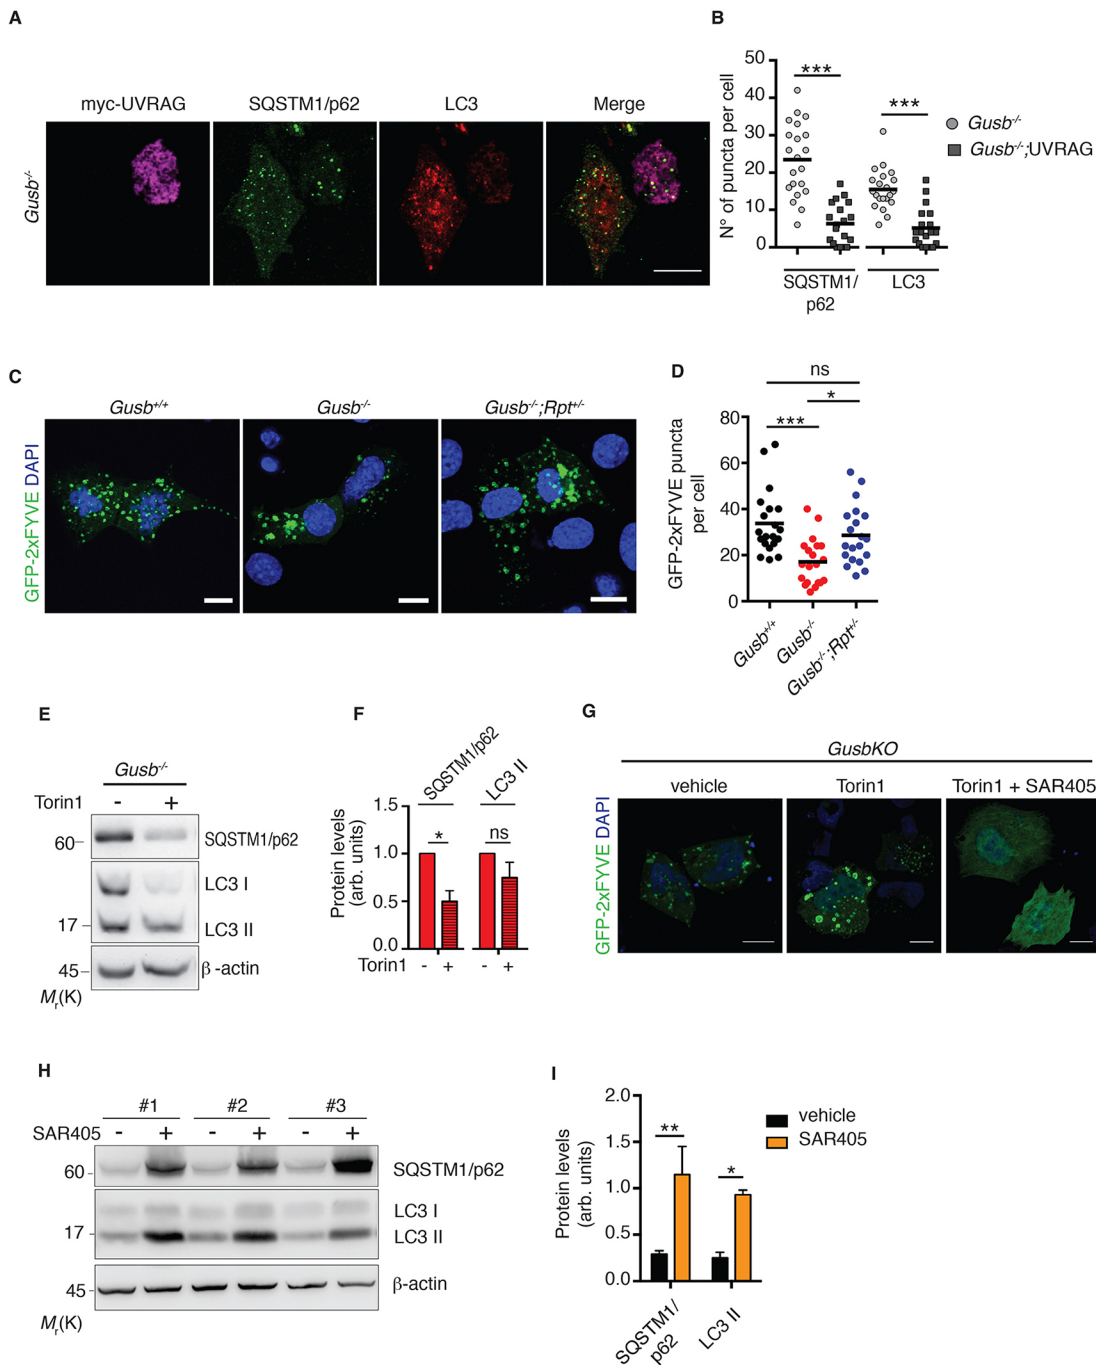 A
myc-UVRAG SQSTM1/p62 LC3 Merge
Gusb-/-
B
N° of puncta per cell
50
40
30
20
10
0
***
***
Gusb-/-
Gusb-/-;UVRAG
SQSTM1/
p62
LC3
C
Gusb+/+ Gusb-/- Gusb-/-;Rpt+/-
GFP-2xFYVE DAPI
D
ns
*
***
GFP-2xFYVE puncta
per cell
80
60
40
20
0
Gusb+/+
Gusb-/-
Gusb-/-;Rpt+/-
E
Gusb-/-
Torin1 - +
60
SQSTM1/p62
LC3 I
17
LC3 II
45
β-actin
Mr(K)
F
SQSTM1/p62
LC3 II
Protein levels
(arb. units)
1.5
1.0
0.5
0.0
*
ns
Torin1 - + - +
G
GusbKO
vehicle Torin1 Torin1 + SAR405
GFP-2xFYVE DAPI
H
#1 #2 #3
SAR405 - + - + - +
60
SQSTM1/p62
LC3 I
17
LC3 II
45
β-actin
Mr(K)
I
Protein levels
(arb. units)
2.0
1.5
1.0
0.5
0.0
**
*
vehicle
SAR405
SQSTM1/
p62
LC3 II